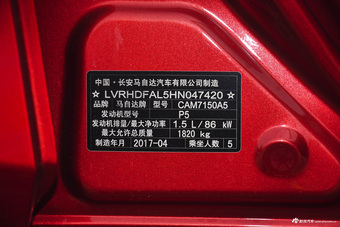 中国·长安马自达汽车有限公司制造
☆ LVRHDFAL5HN047420 ☆
品牌 马自达牌 型号 CAM7150A5
发动机型号 P5
发动机排量/最大净功率 1.5 L / 86 kW
最大允许总质量 1820 kg
制造年月 2017-04 乘坐人数 5